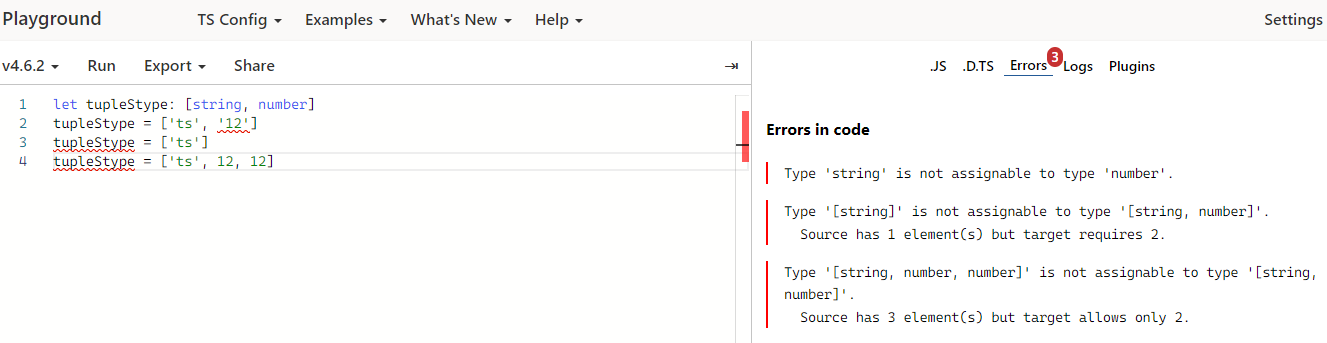 Playground TS Config Examples What's New Help Settings
v4.6.2 Run Export Share
1 let tupleStype: [string, number]
2 tupleStype = ['ts', '12']
3 tupleStype = ['ts']
4 tupleStype = ['ts', 12, 12]
.JS .D.TS Errors 3 Logs Plugins
Errors in code
Type 'string' is not assignable to type 'number'.
Type '[string]' is not assignable to type '[string, number]'.
Source has 1 element(s) but target requires 2.
Type '[string, number, number]' is not assignable to type '[string,
number]'.
Source has 3 element(s) but target allows only 2.